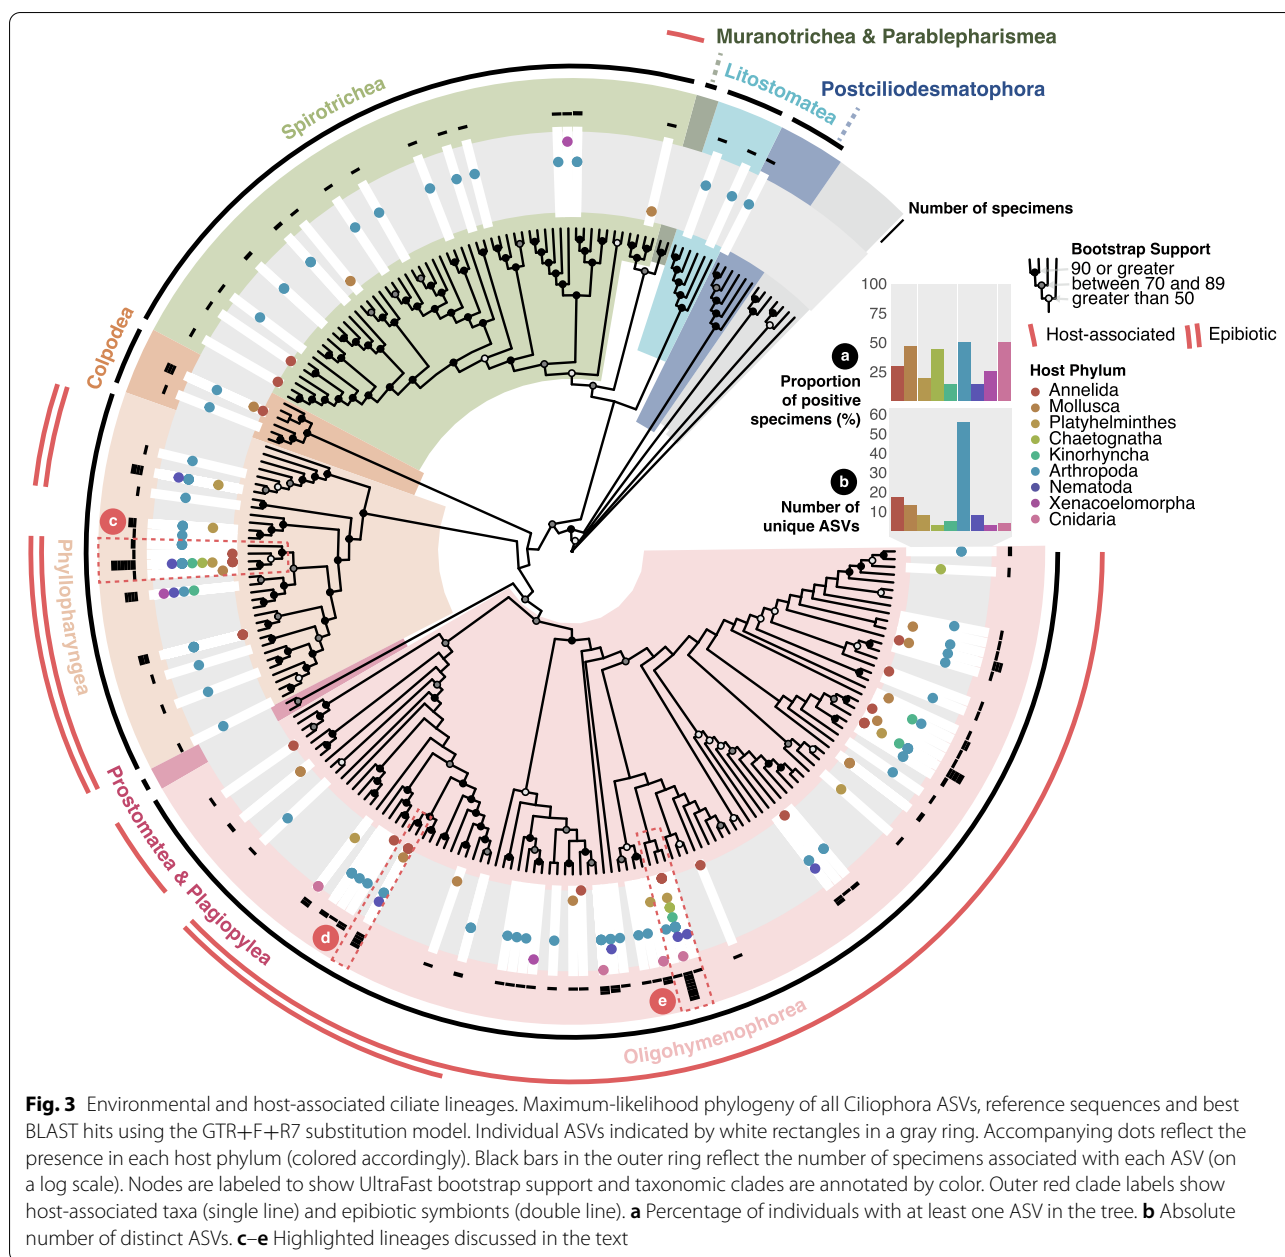 Muranotrichea & Parablepharismea
Litostomatea
Postciliodesmatophora
Spirotrichea
Number of specimens
Bootstrap Support
90 or greater
between 70 and 89
greater than 50
Host-associated
Epibiotic
100
75
50
25
a
Proportion
of positive
specimens (%)
60
50
40
30
20
10
b
Number of
unique ASVs
Host Phylum
Annelida
Mollusca
Platyhelminthes
Chaetognatha
Kinorhyncha
Arthropoda
Nematoda
Xenacoelomorpha
Cnidaria
Colpodea
c
Phyllopharyngea
Prostomatea & Plagiopylea
d
e
Oligohymenophorea
Fig. 3 Environmental and host-associated ciliate lineages. Maximum-likelihood phylogeny of all Ciliophora ASVs, reference sequences and best
BLAST hits using the GTR+F+R7 substitution model. Individual ASVs indicated by white rectangles in a gray ring. Accompanying dots reflect the
presence in each host phylum (colored accordingly). Black bars in the outer ring reflect the number of specimens associated with each ASV (on
a log scale). Nodes are labeled to show UltraFast bootstrap support and taxonomic clades are annotated by color. Outer red clade labels show
host-associated taxa (single line) and epibiotic symbionts (double line). a Percentage of individuals with at least one ASV in the tree. b Absolute
number of distinct ASVs. c–e Highlighted lineages discussed in the text